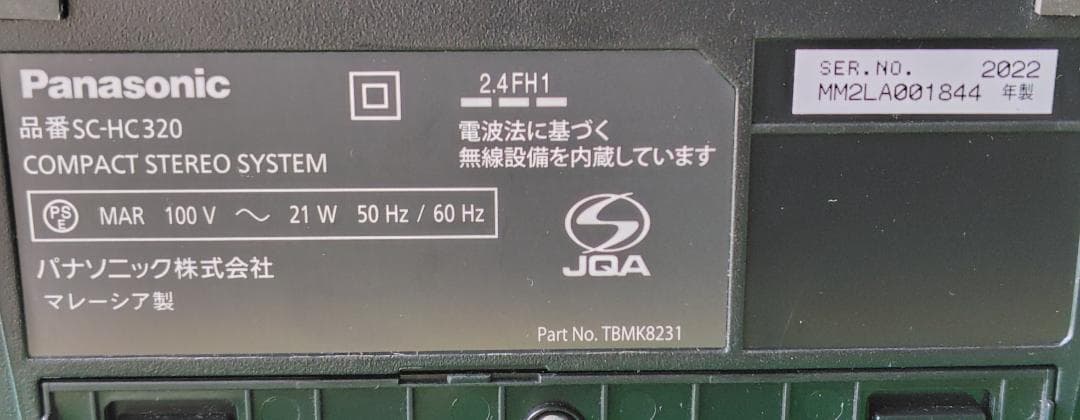 Panasonic
品番 SC-HC320
COMPACT STEREO SYSTEM
PS E MAR 100 V ～ 21 W 50 Hz / 60 Hz
パナソニック株式会社
マレーシア製
2.4FH1
電波法に基づく
無線設備を内蔵しています
JQA
Part No. TBMK8231
SER.NO. 2022
MM2LA001844 年製